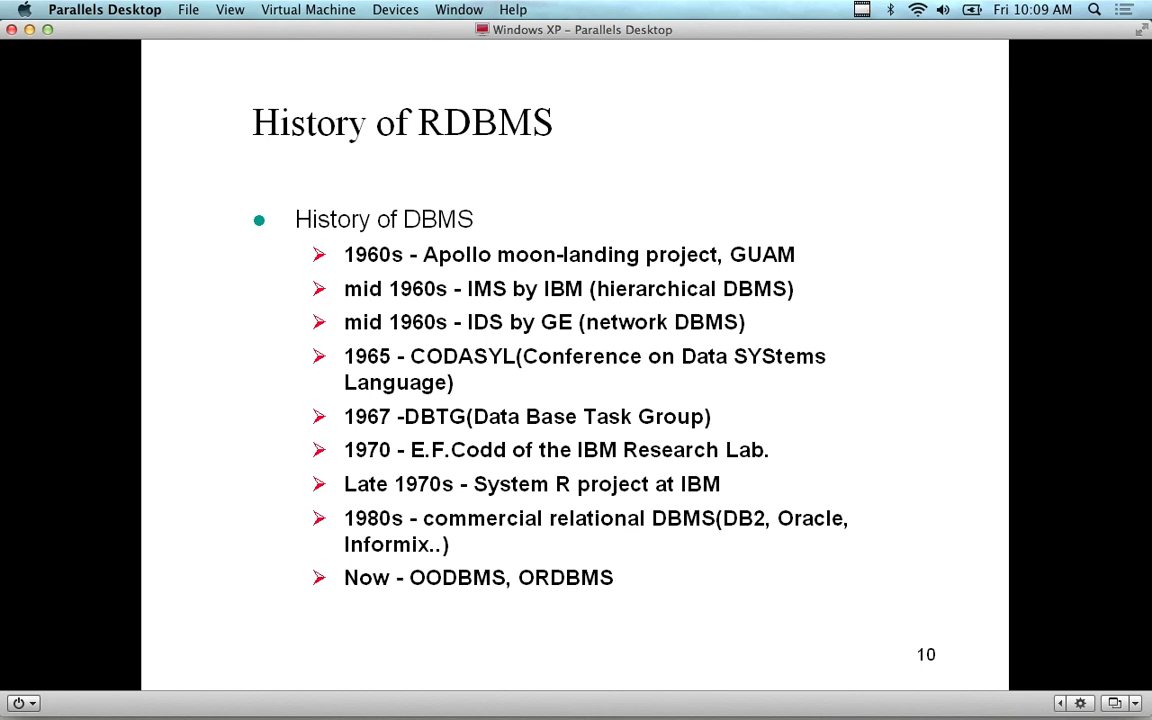 Parallels Desktop File View Virtual Machine Devices Window Help Fri 10:09 AM
Windows XP – Parallels Desktop
History of RDBMS
History of DBMS
1960s - Apollo moon-landing project, GUAM
mid 1960s - IMS by IBM (hierarchical DBMS)
mid 1960s - IDS by GE (network DBMS)
1965 - CODASYL(Conference on Data SYStems
Language)
1967 -DBTG(Data Base Task Group)
1970 - E.F.Codd of the IBM Research Lab.
Late 1970s - System R project at IBM
1980s - commercial relational DBMS(DB2, Oracle,
Informix..)
Now - OODBMS, ORDBMS
10